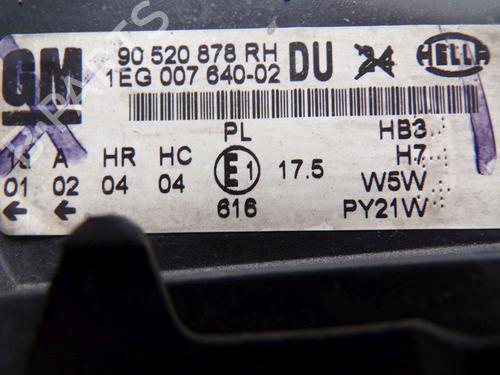 GM
90 520 878 RH DU 24 HELLA
1EG 007 640-02
PL HB3
A HR HC E1 17.5 H7
01 02 04 04 W5W
← ← 616 PY21W